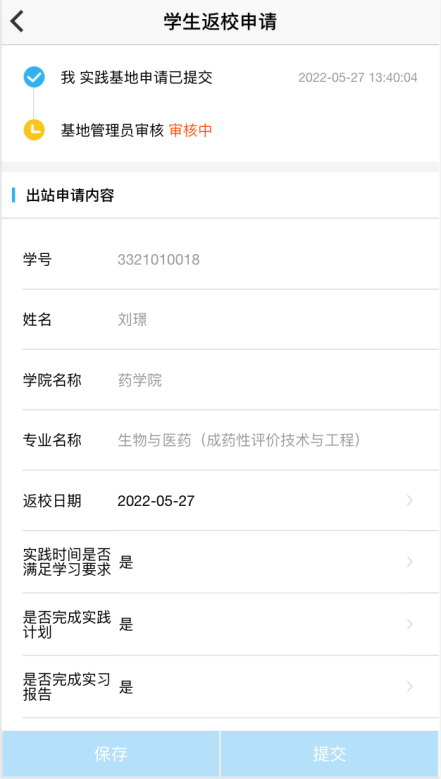 学生返校申请
我 实践基地申请已提交 2022-05-27 13:40:04
基地管理员审核 审核中
出站申请内容
学号 3321010018
姓名 刘璟
学院名称 药学院
专业名称 生物与医药（成药性评价技术与工程）
返校日期 2022-05-27
实践时间是否
满足学习要求 是
是否完成实践
计划 是
是否完成实习
报告 是
保存 提交